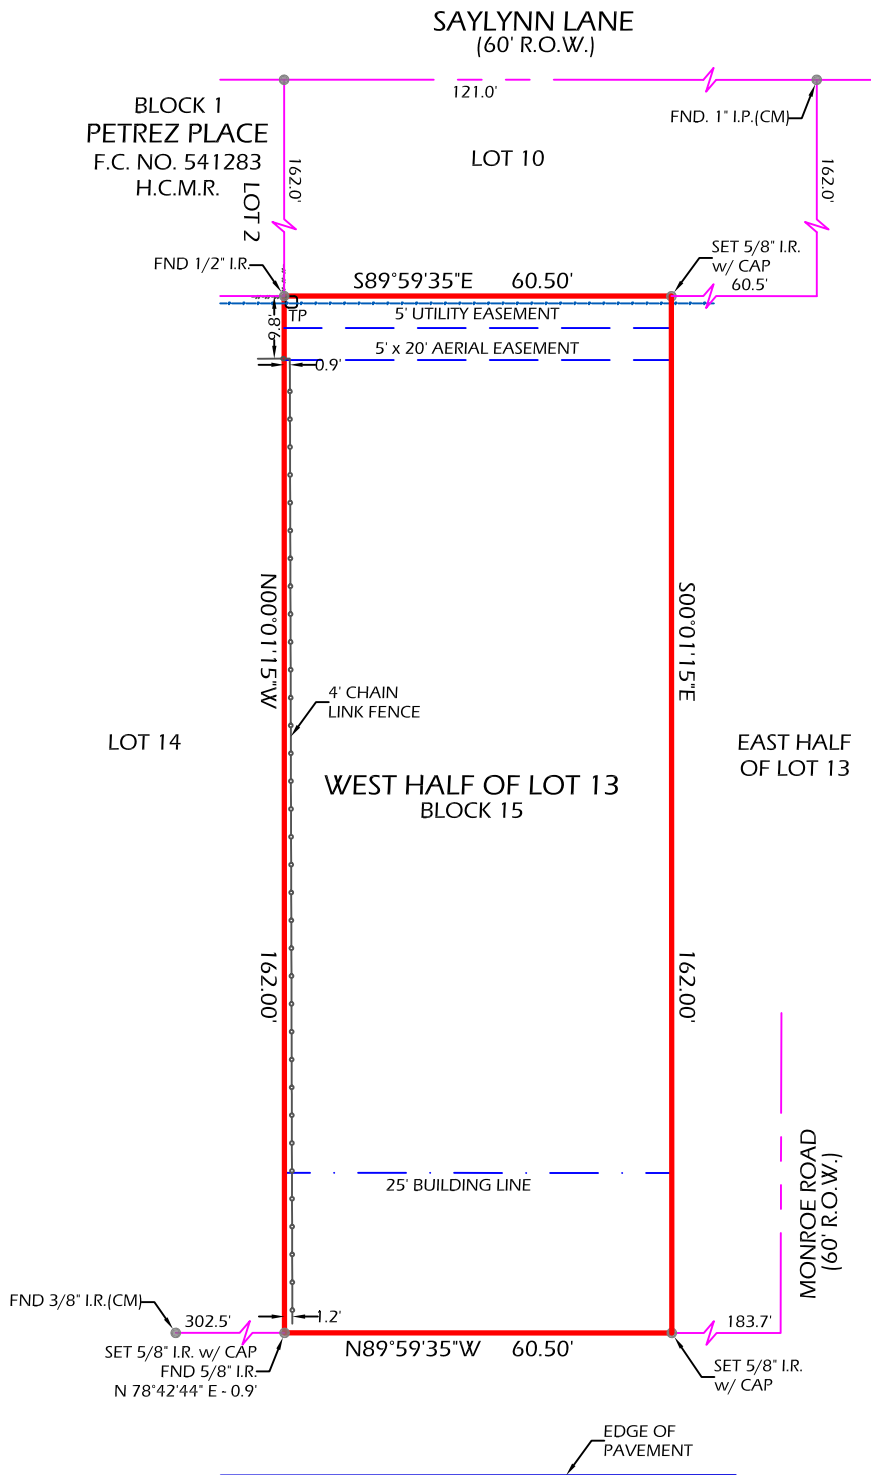 SAYLYNN LANE
(60' R.O.W.)
121.0'
FND. 1" I.P.(CM)
BLOCK 1
PETREZ PLACE
F.C. NO. 541283
H.C.M.R.
LOT 10
162.0'
162.0'
LOT 2
FND 1/2" I.R.
S89°59'35"E 60.50'
SET 5/8" I.R.
w/ CAP
60.5'
TP
5' UTILITY EASEMENT
9.8'
5' x 20' AERIAL EASEMENT
0.9'
N00°01'15"W
S00°01'15"E
4' CHAIN
LINK FENCE
LOT 14
EAST HALF
OF LOT 13
WEST HALF OF LOT 13
BLOCK 15
162.00'
162.00'
MONROE ROAD
(60' R.O.W.)
25' BUILDING LINE
FND 3/8" I.R.(CM)
302.5'
1.2'
183.7'
SET 5/8" I.R. w/ CAP
FND 5/8" I.R.
N 78°42'44" E - 0.9'
N89°59'35"W 60.50'
SET 5/8" I.R.
w/ CAP
EDGE OF
PAVEMENT